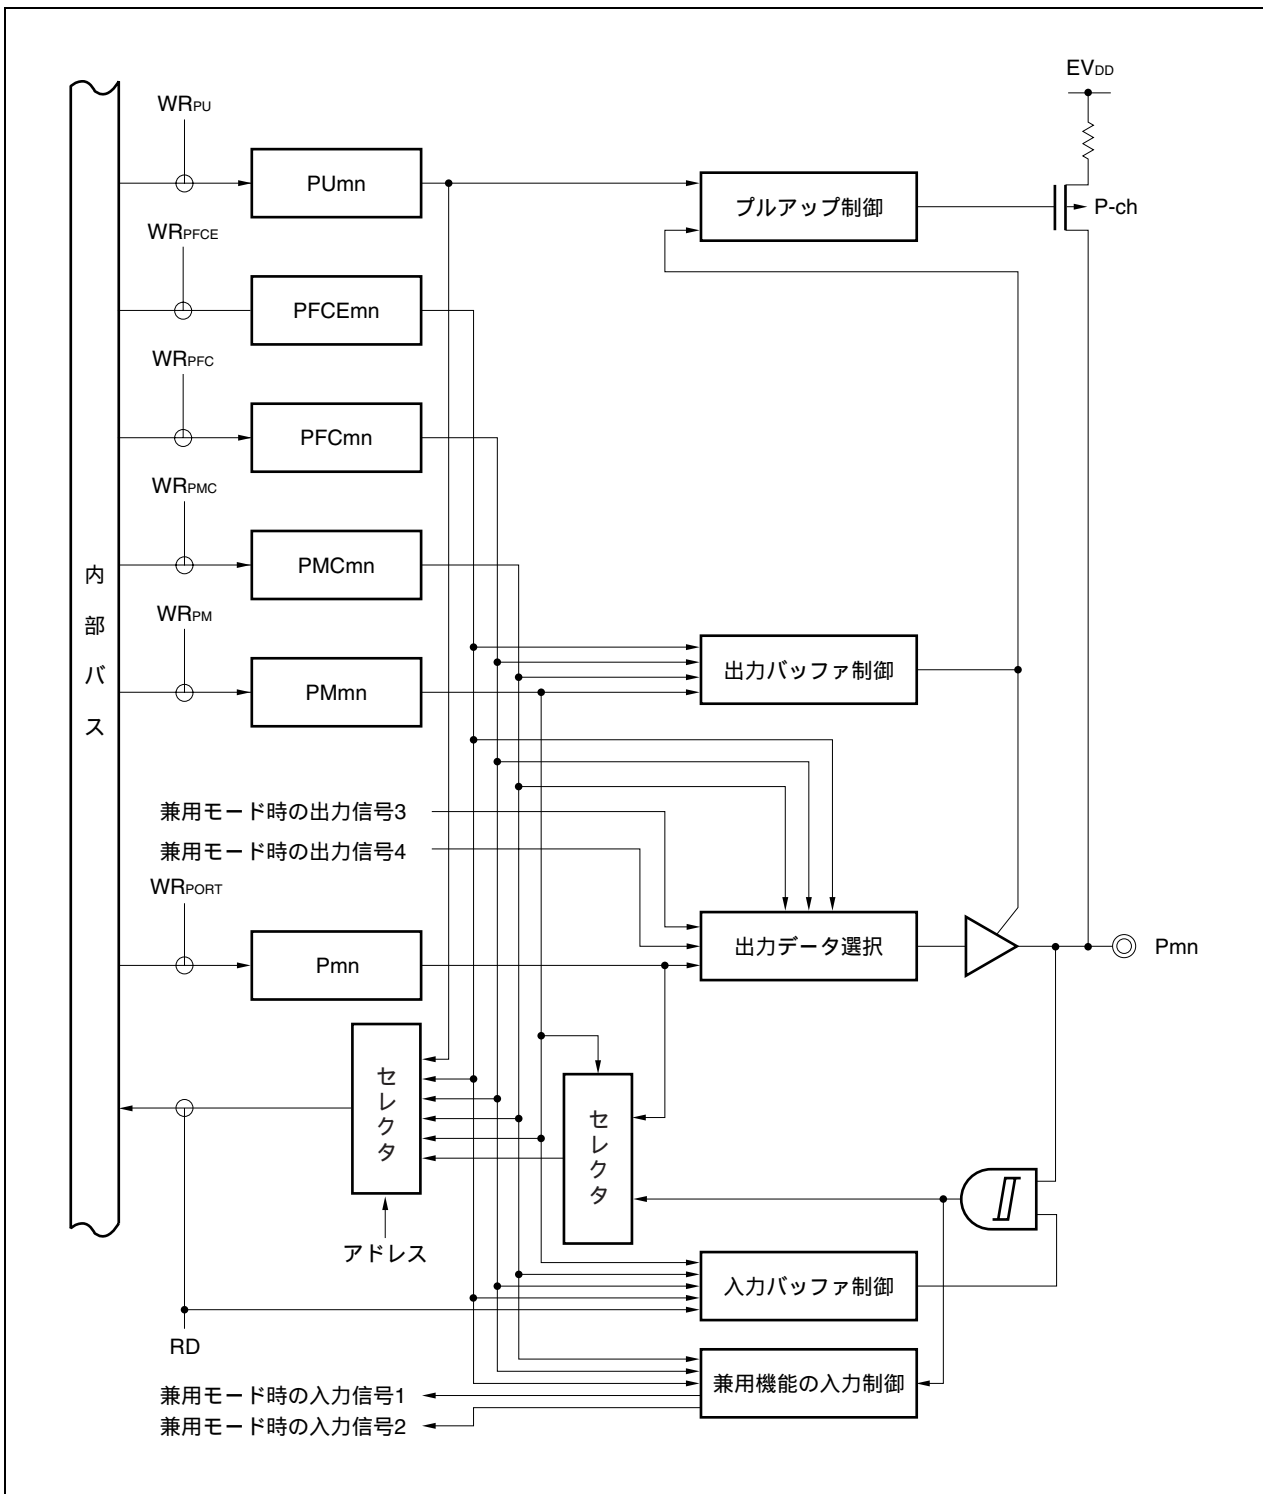 EVDD
WRPU
PUmn
プルアップ制御
P-ch
WRPFCE
PFCEmn
WRPFC
PFCmn
WRPMC
PMCmn
内部バス
WRPM
PMmn
出力バッファ制御
兼用モード時の出力信号3
兼用モード時の出力信号4
WRPORT
Pmn
出力データ選択
Pmn
セレクタ
セレクタ
アドレス
入力バッファ制御
RD
兼用機能の入力制御
兼用モード時の入力信号1
兼用モード時の入力信号2